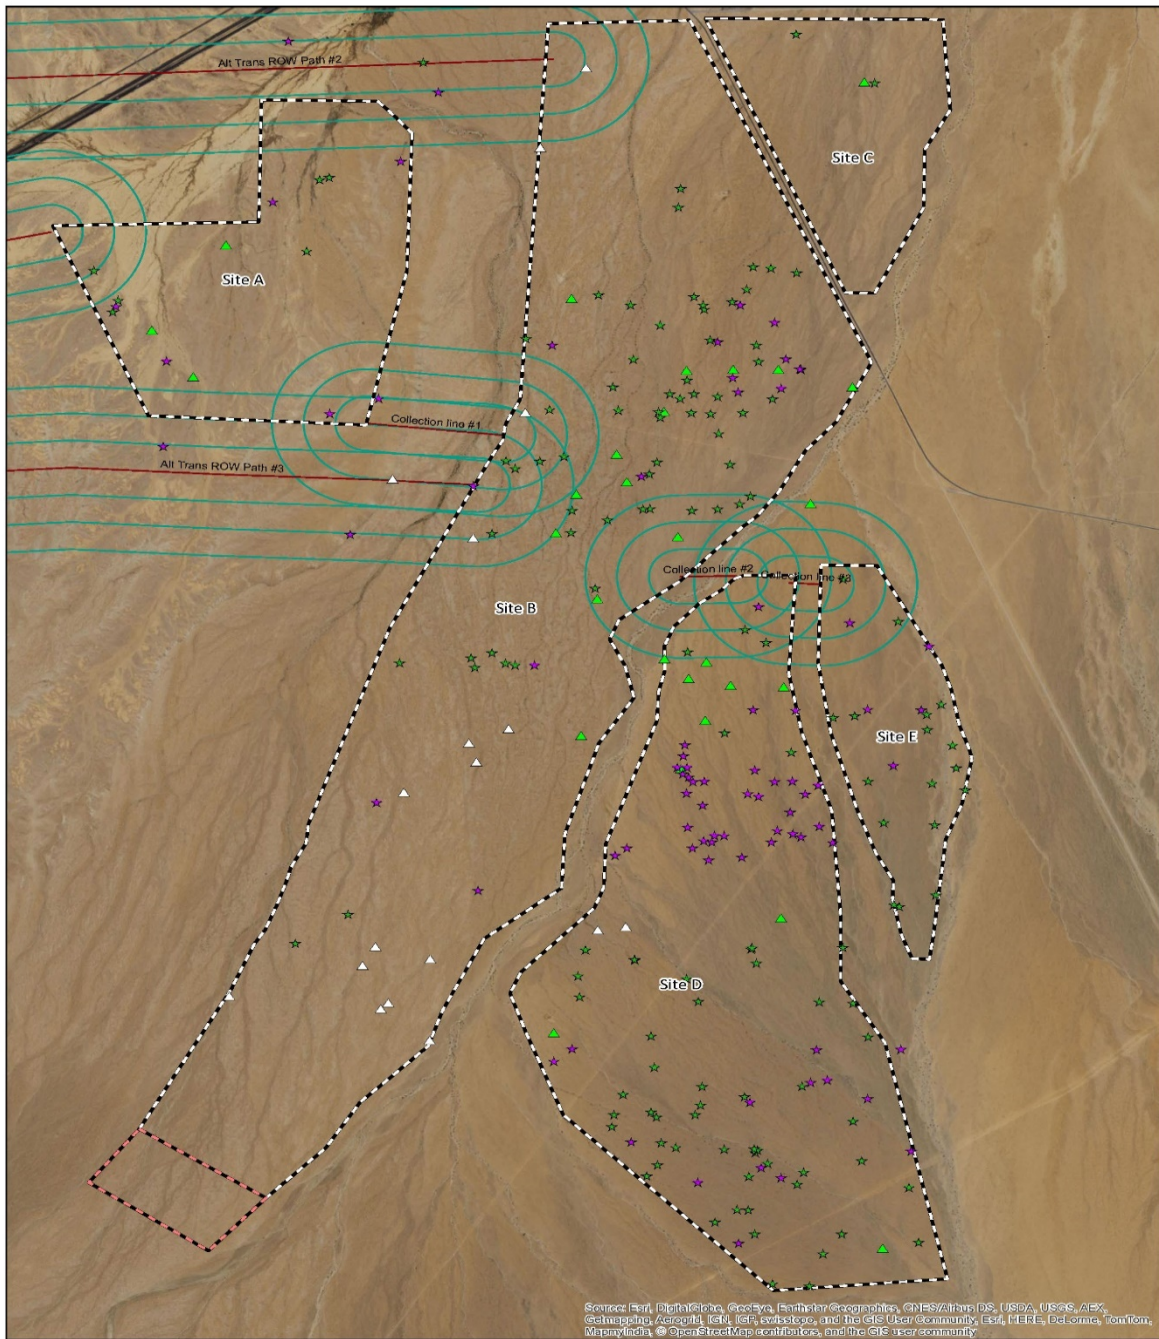 Alt Trans ROW Path #2
Site C
Site A
Collection line #1
Alt Trans ROW Path #3
Collection line #2
Collection line #3
Site B
Site E
Site D
Source: Esri, DigitalGlobe, GeoEye, Earthstar Geographics, CNES/Airbus DS, USDA, USGS, AEX,
Getmapping, Aerogrid, IGN, IGP, swisstopo, and the GIS User Community, Esri, HERE, DeLorme, TomTom,
MapmyIndia, © OpenStreetMap contributors, and the GIS user community